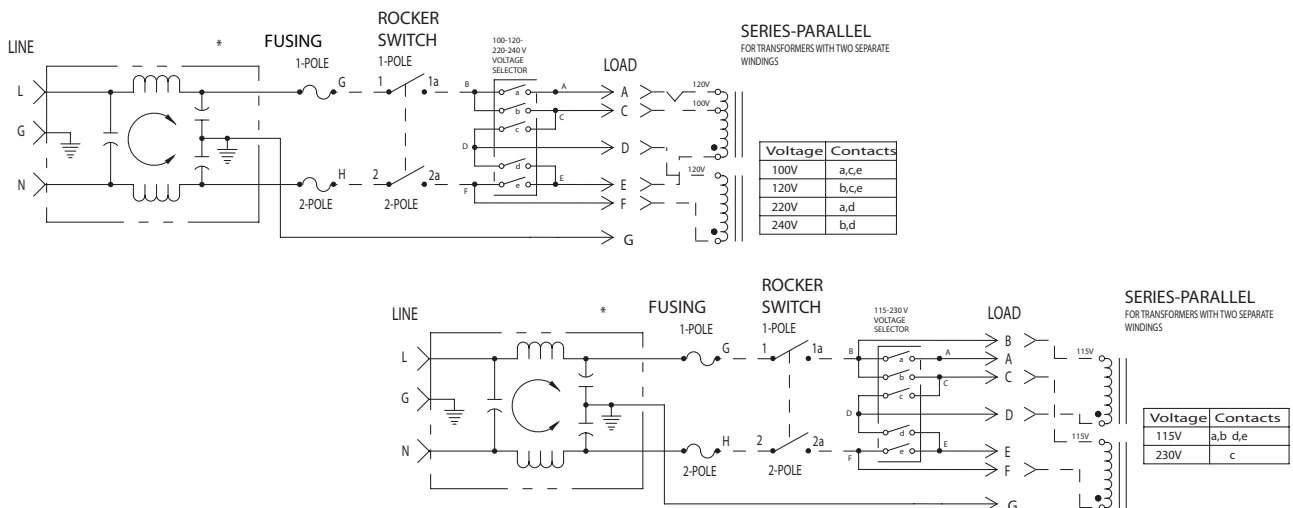 LINE
*
FUSING
ROCKER
SWITCH
1-POLE
1-POLE
100-120-
220-240 V
VOLTAGE
SELECTOR
LOAD
SERIES-PARALLEL
FOR TRANSFORMERS WITH TWO SEPARATE
WINDINGS
L
G
1
1a
B
a
A
A
120V
b
C
C
100V
G
c
D
D
120V
Voltage Contacts
100V a,c,e
120V b,c,e
220V a,d
240V b,d
N
H
2
2a
d
E
E
F
e
F
2-POLE
2-POLE
G
LINE
*
FUSING
ROCKER
SWITCH
1-POLE
1-POLE
115-230 V
VOLTAGE
SELECTOR
LOAD
SERIES-PARALLEL
FOR TRANSFORMERS WITH TWO SEPARATE
WINDINGS
B
L
G
1
1a
B
a
A
A
115V
b
C
C
G
c
D
D
115V
Voltage Contacts
115V a,b d,e
230V c
N
H
2
2a
d
E
E
F
e
F
2-POLE
2-POLE
G